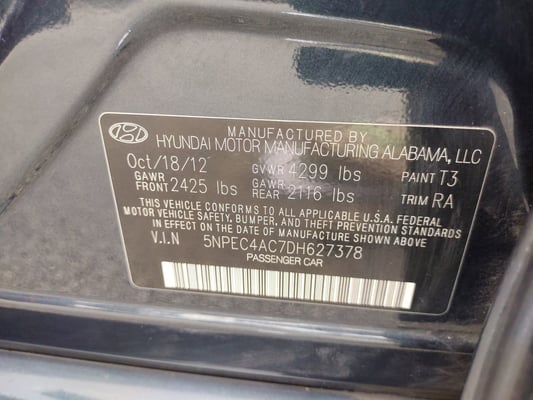 MANUFACTURED BY
HYUNDAI MOTOR MANUFACTURING ALABAMA, LLC
Oct/18/12 GVWR 4299 lbs PAINT T3
GAWR FRONT 2425 lbs GAWR REAR 2116 lbs TRIM RA
THIS VEHICLE CONFORMS TO ALL APPLICABLE U.S.A. FEDERAL
MOTOR VEHICLE SAFETY, BUMPER, AND THEFT PREVENTION STANDARDS
IN EFFECT ON THE DATE OF MANUFACTURE SHOWN ABOVE.
V.I.N 5NPEC4AC7DH627378
PASSENGER CAR